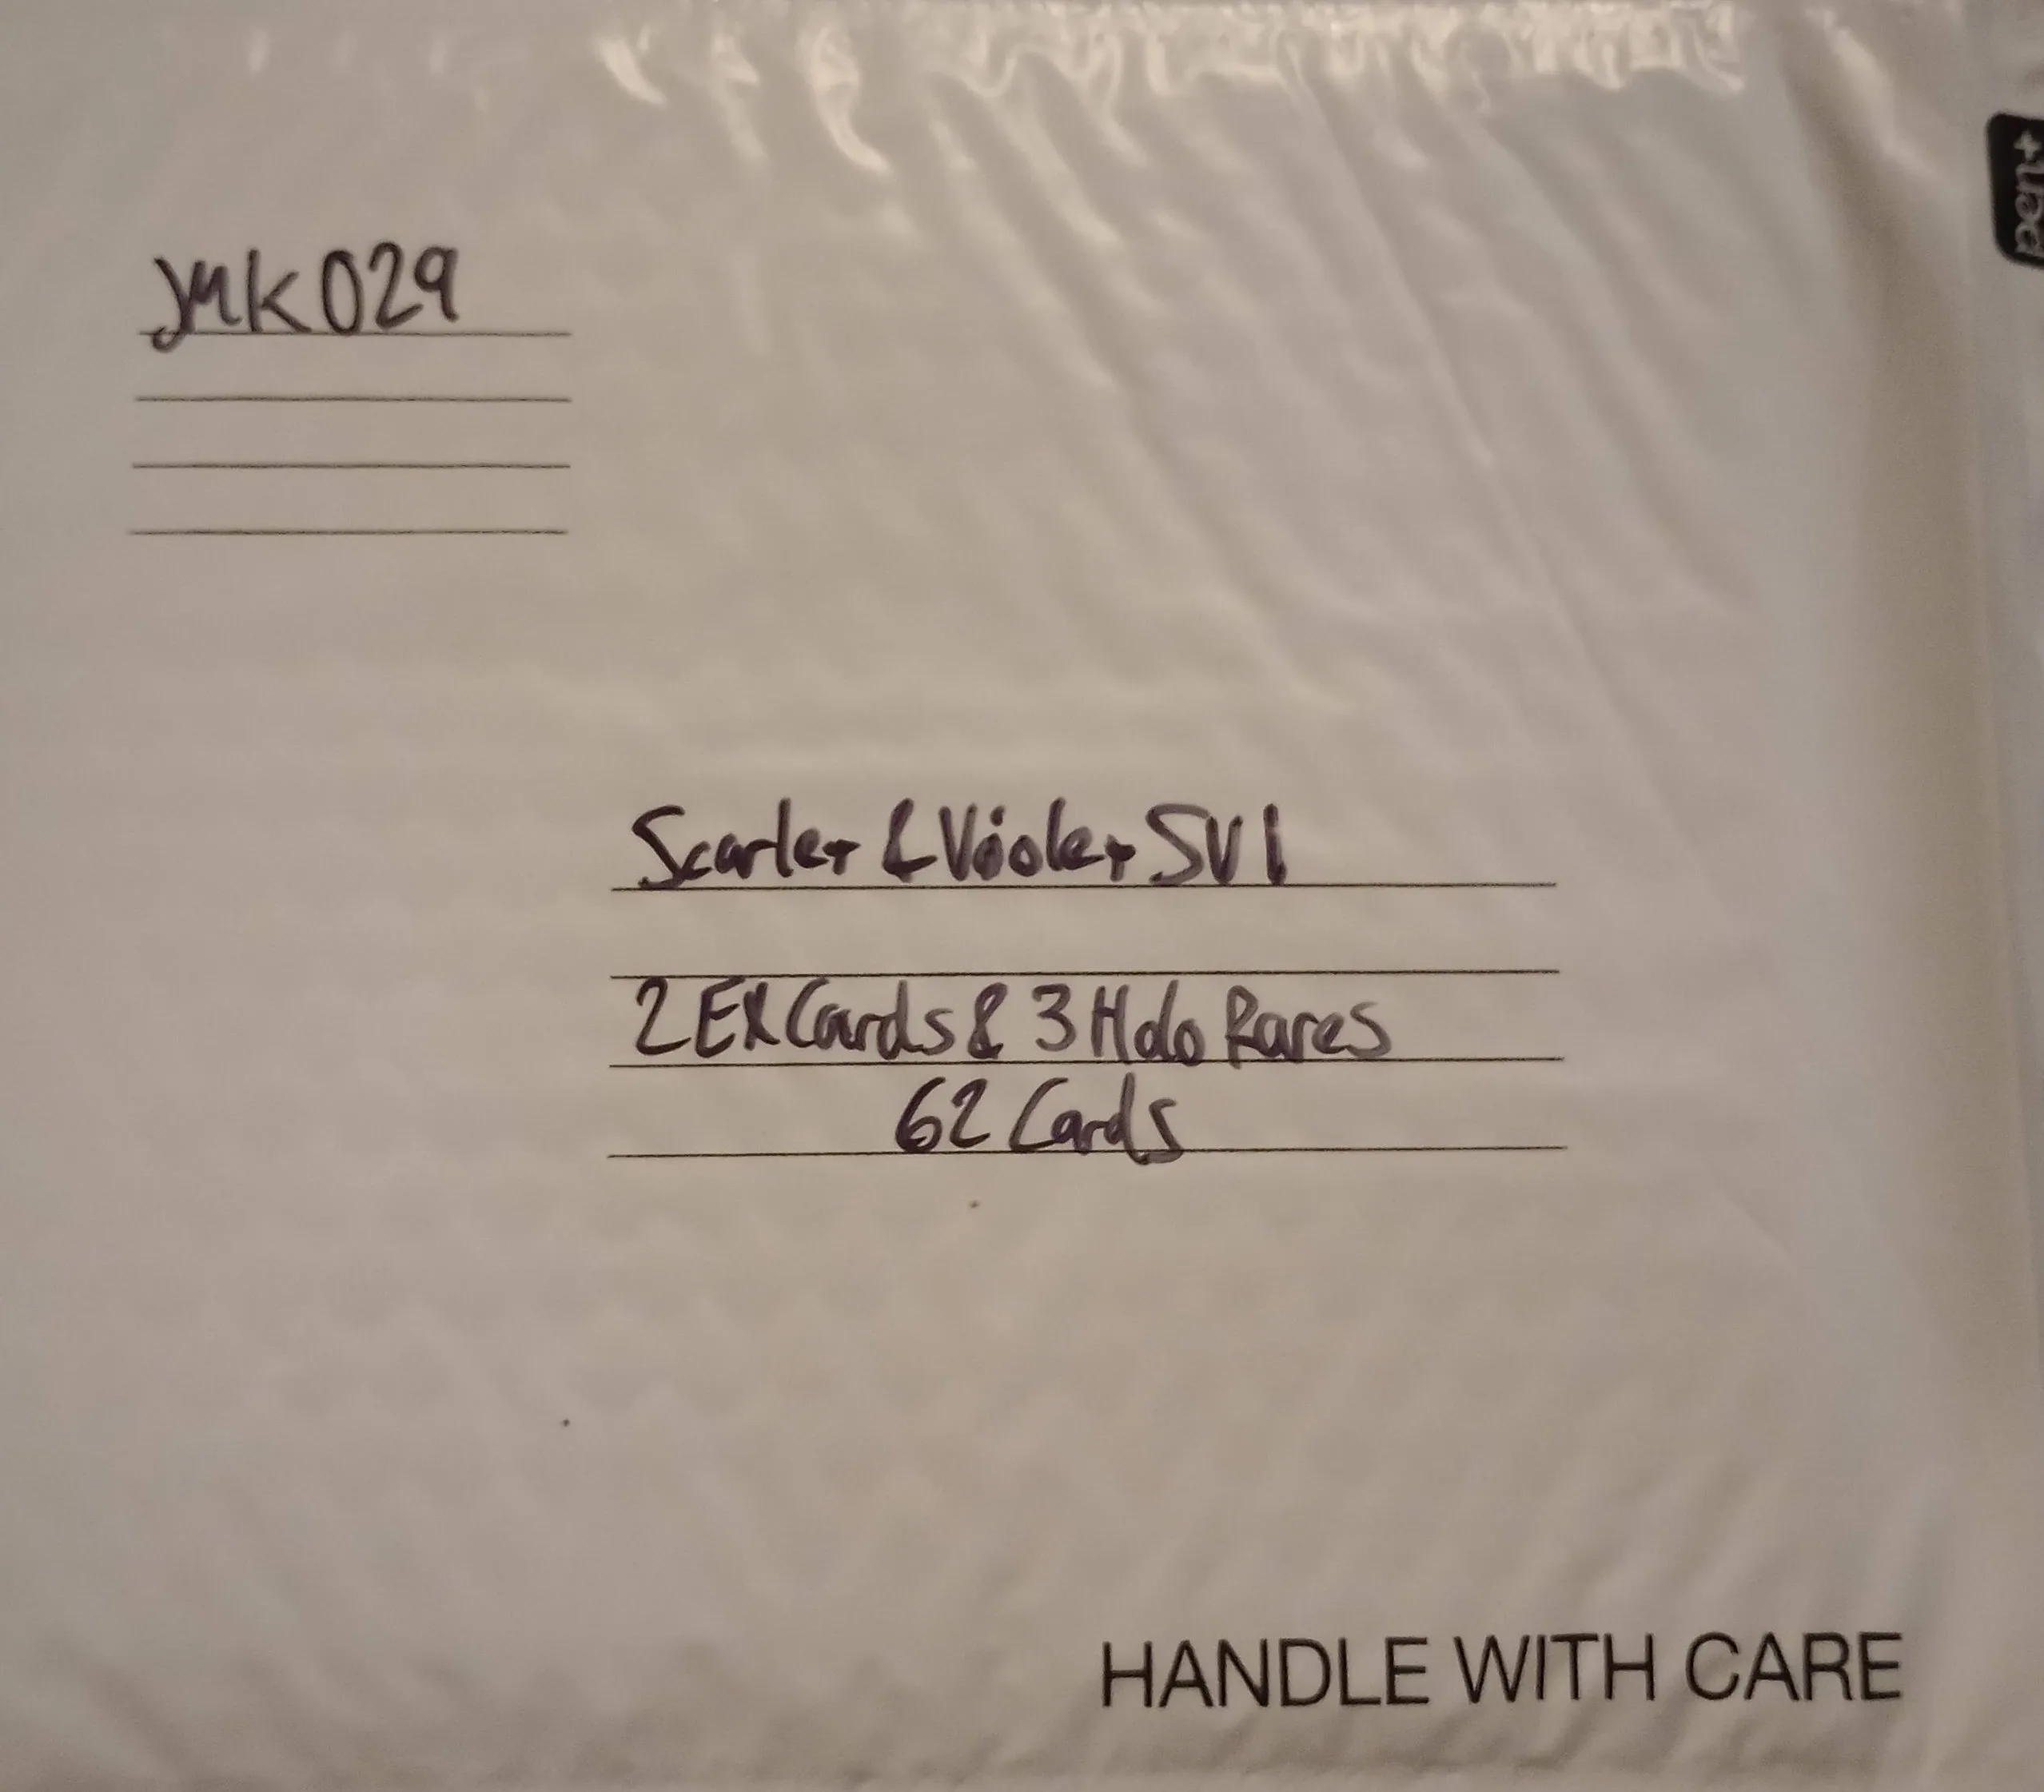 JMK029
Scarlet & Violet SV1
2 EX Cards & 3 Holo Rares
62 Cards
HANDLE WITH CARE